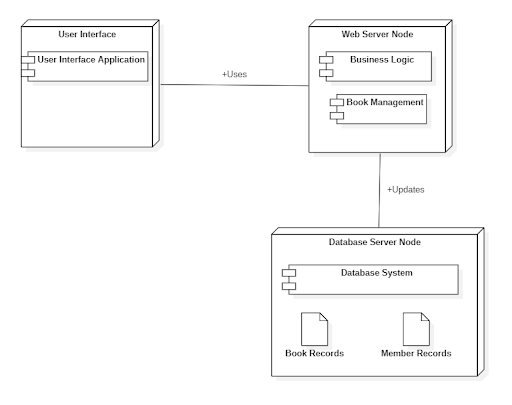 User Interface
User Interface Application
+Uses
Web Server Node
Business Logic
Book Management
+Updates
Database Server Node
Database System
Book Records
Member Records